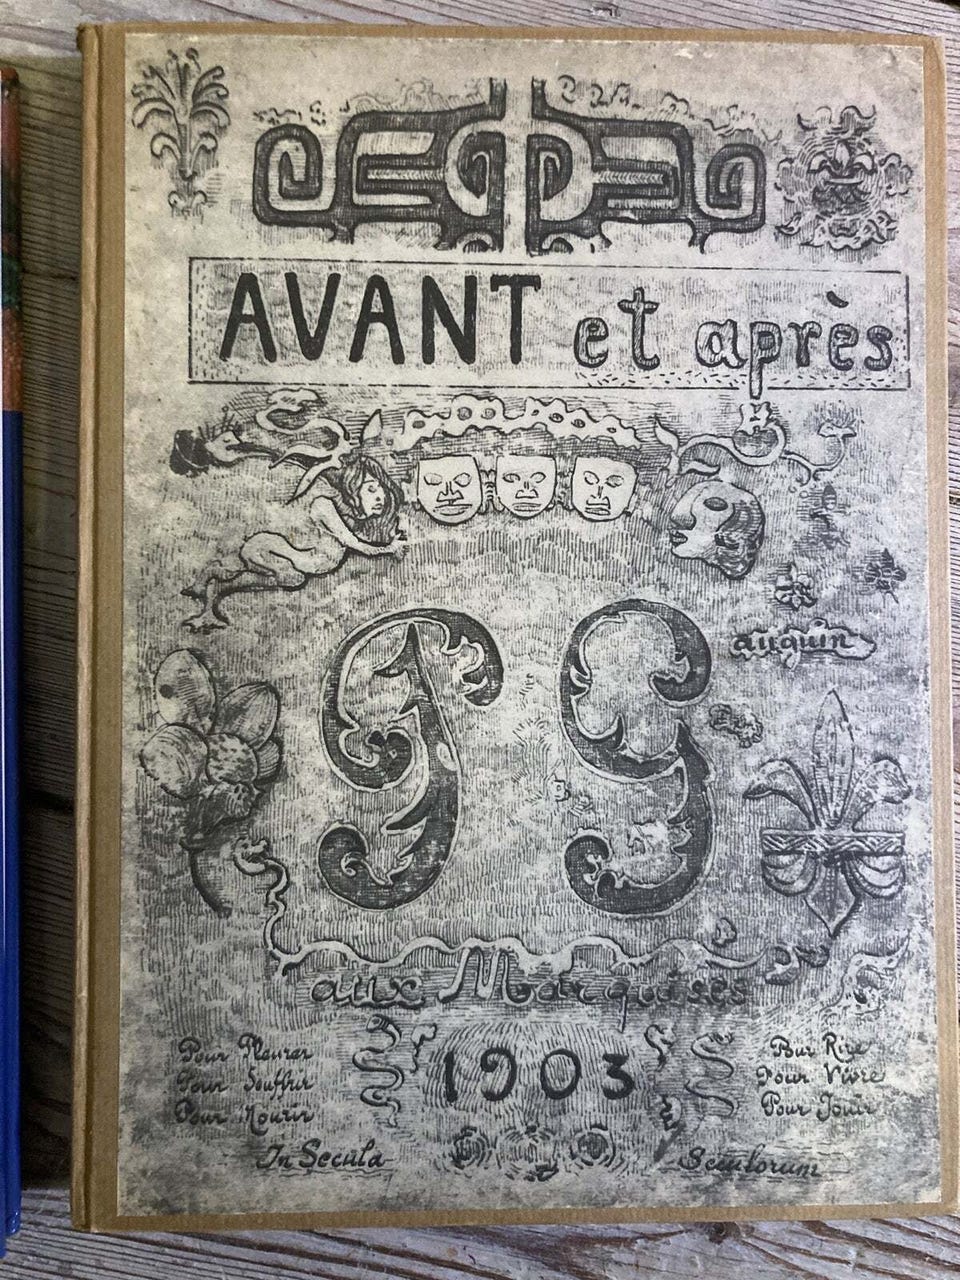 AVANT et après
P Gauguin
aux Marquises
1903
Pour Pleurer
Pour Souffrir
Pour Mourir
Pour Rire
Pour Vivre
Pour Jouir
In Secula
Seculorum